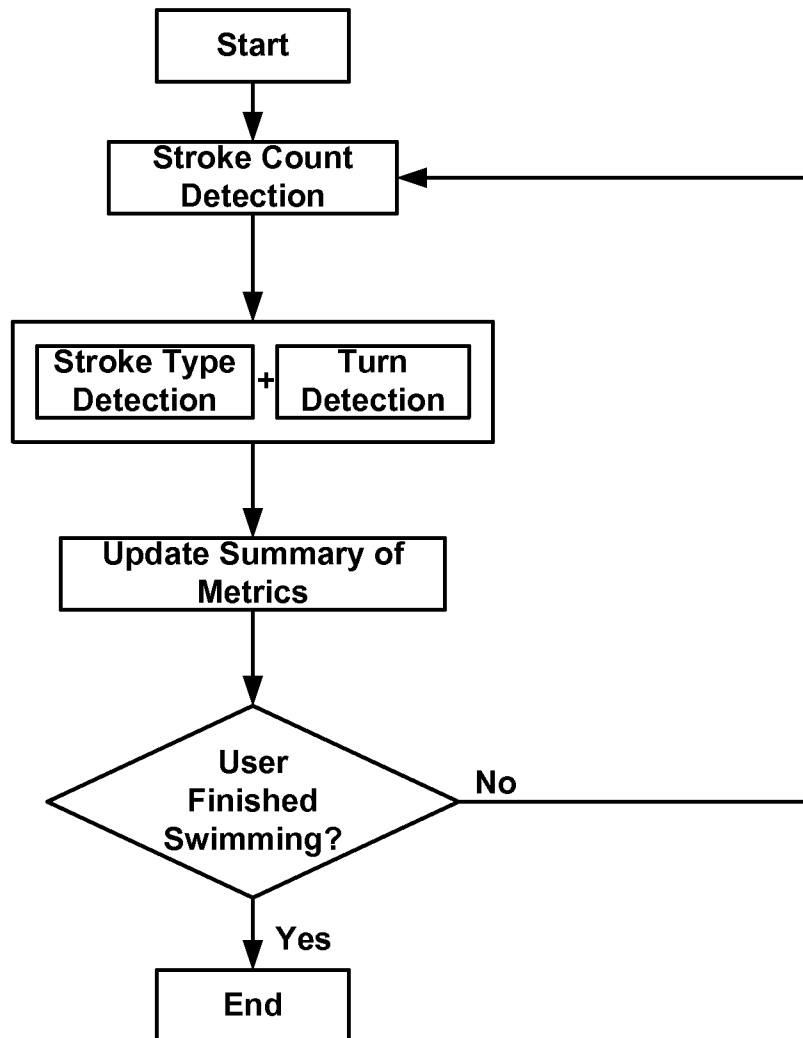 Start
Stroke Count
Detection
Stroke Type
Detection
+
Turn
Detection
Update Summary of
Metrics
User
Finished
Swimming?
No
Yes
End